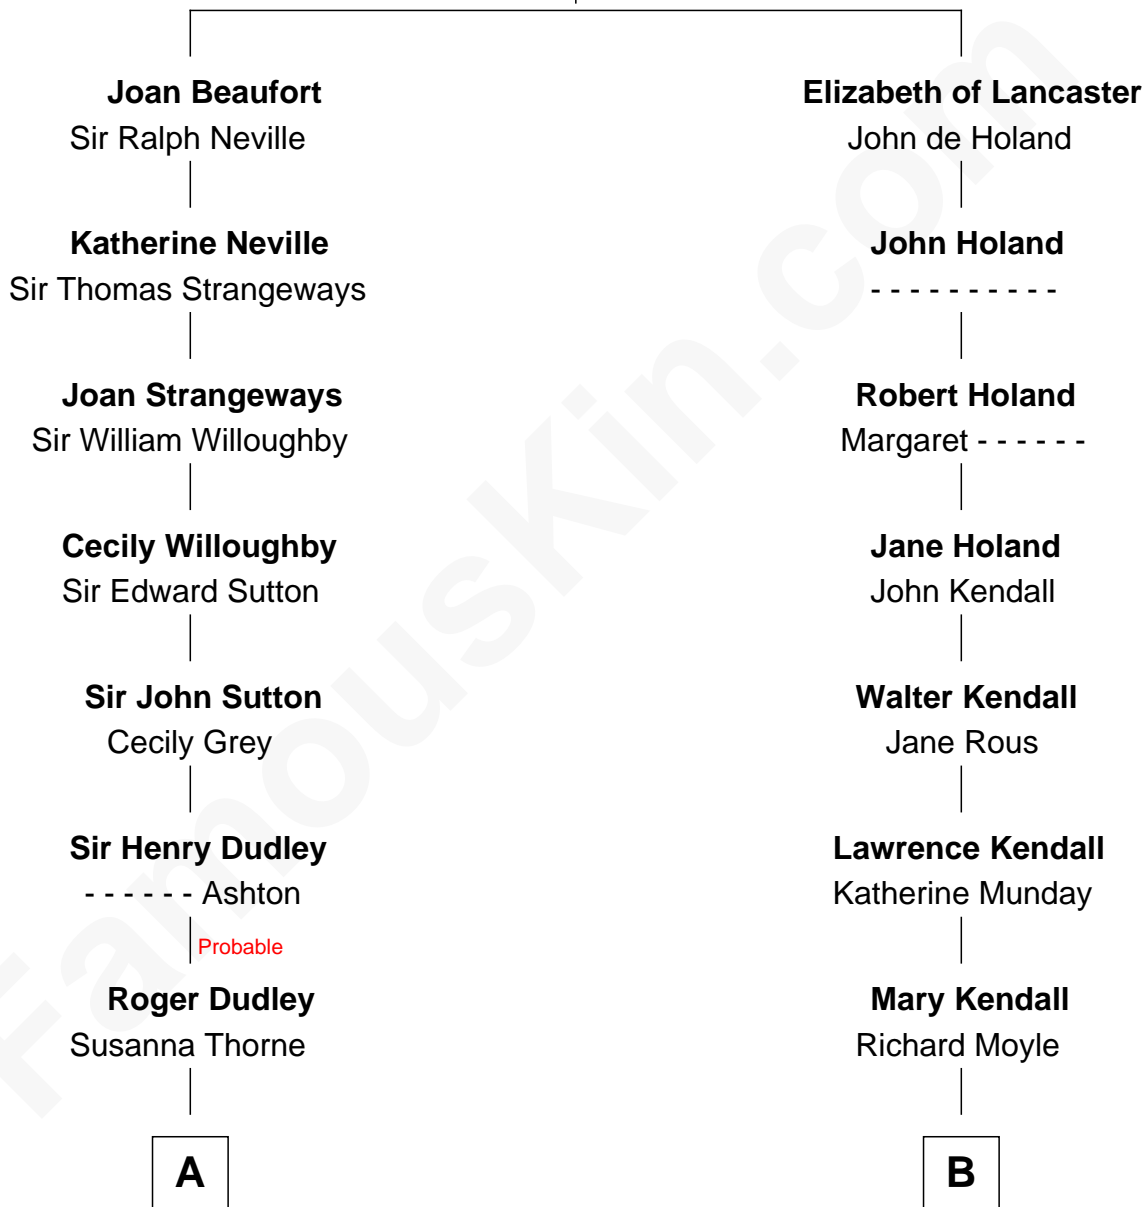 Joan Beaufort
Sir Ralph Neville
Katherine Neville
Sir Thomas Strangeways
Joan Strangeways
Sir William Willoughby
Cecily Willoughby
Sir Edward Sutton
Sir John Sutton
Cecily Grey
Sir Henry Dudley
- - - - - - Ashton
Probable
Roger Dudley
Susanna Thorne
A
Elizabeth of Lancaster
John de Holand
John Holand
- - - - - - - - - -
Robert Holand
Margaret - - - - - -
Jane Holand
John Kendall
Walter Kendall
Jane Rous
Lawrence Kendall
Katherine Munday
Mary Kendall
Richard Moyle
B
FamousKin.com